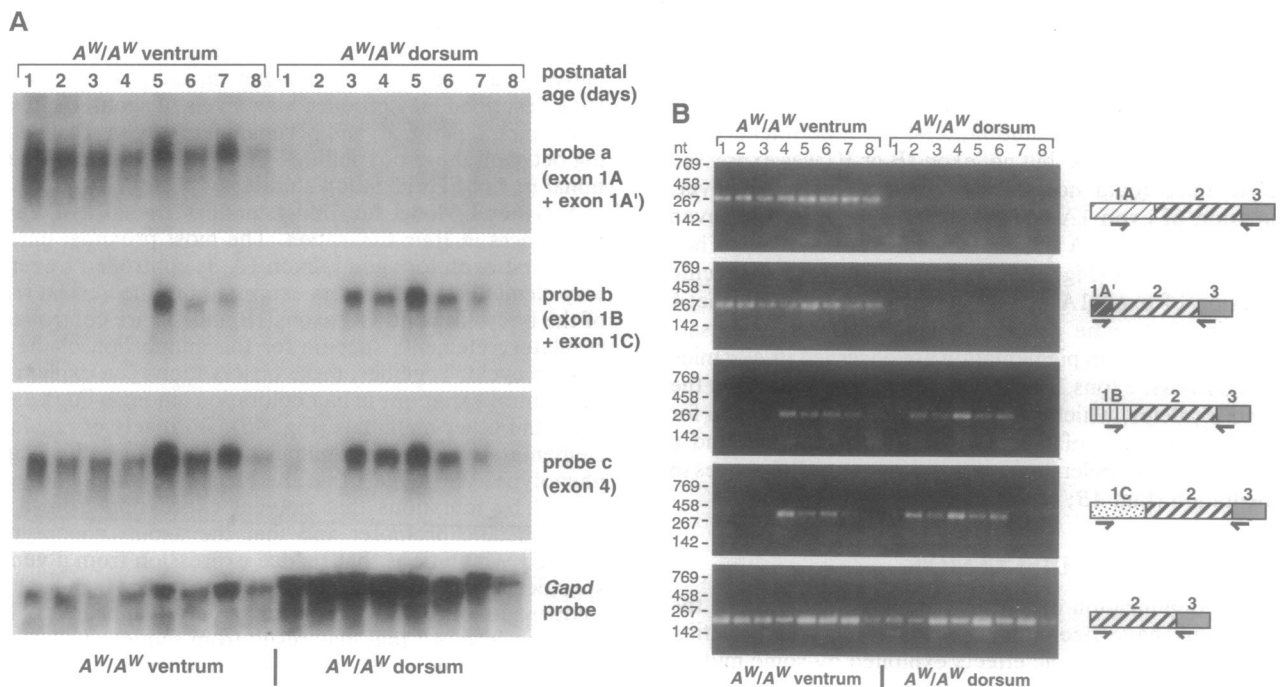 A
A^W/A^W ventrum A^W/A^W dorsum
1 2 3 4 5 6 7 8 1 2 3 4 5 6 7 8 postnatal
age (days)
probe a
(exon 1A
+ exon 1A')
probe b
(exon 1B
+ exon 1C)
probe c
(exon 4)
Gapd
probe
A^W/A^W ventrum A^W/A^W dorsum
B
A^W/A^W ventrum A^W/A^W dorsum
nt 1 2 3 4 5 6 7 8 1 2 3 4 5 6 7 8
769
458
267
142
1A 2 3
769
458
267
142
1A' 2 3
769
458
267
142
1B 2 3
769
458
267
142
1C 2 3
769
458
267
142
2 3
A^W/A^W ventrum A^W/A^W dorsum